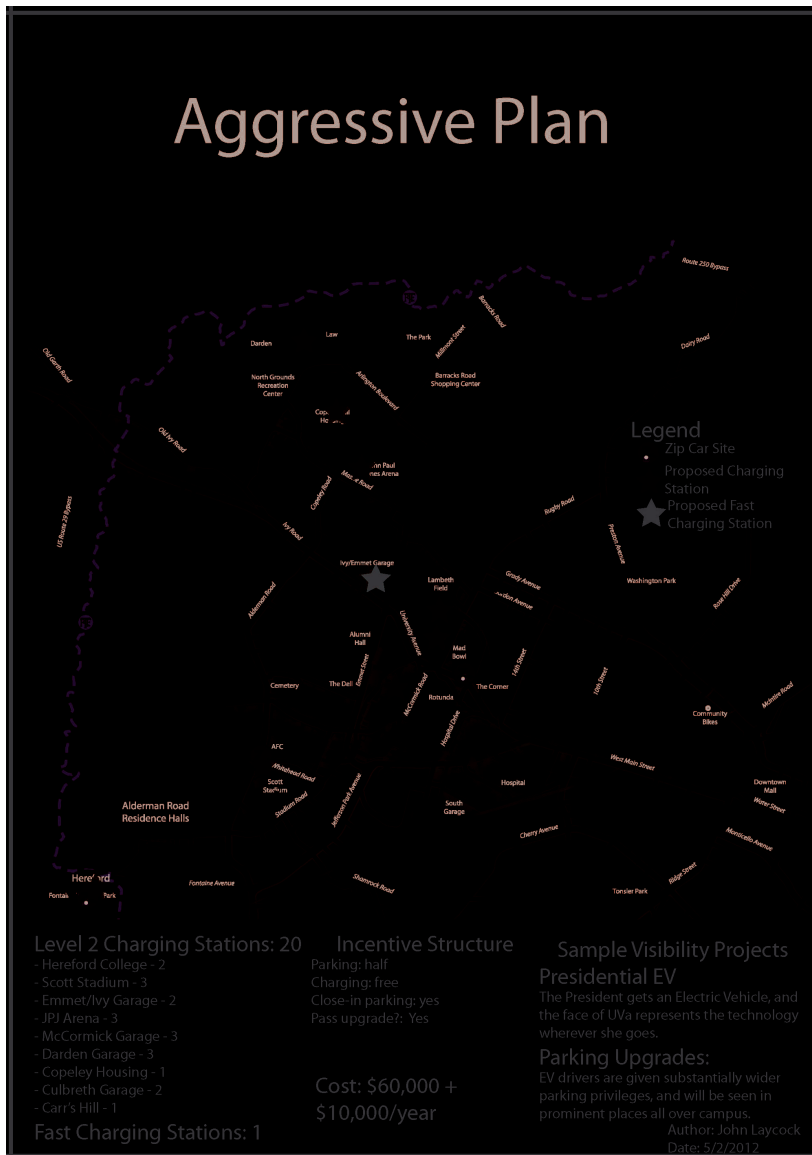 Aggressive Plan
Route 250 Bypass
Barracks Road
Millmont Street
The Park
Law
Darden
Dairy Road
Old Garth Road
North Grounds
Recreation
Center
Arlington Boulevard
Barracks Road
Shopping Center
Old Ivy Road
Legend
Zip Car Site
Proposed Charging
Station
Proposed Fast
Charging Station
Arena
Road
Copeley Road
Rugby Road
US Route 29 Bypass
Ivy Road
Preston Avenue
Ivy/Emmet Garage
Lambeth
Field
Grady Avenue
Avenue
Washington Park
Rose Hill Drive
Alderman Road
University Avenue
Alumni
Hall
Mad
Bowl
14th Street
Emmet Street
Cemetery
The Dell
McCormick Road
Rotunda
The Corner
10th Street
McIntire Road
Community
Bikes
Hospital Drive
AFC
Whitehead Road
Scott
Stadium
Stadium Road
West Main Street
Hospital
Downtown
Mall
Water Street
Alderman Road
Residence Halls
Jefferson Park Avenue
South
Garage
Cherry Avenue
Monticello Avenue
Ridge Street
Fontaine Avenue
Shamrock Road
Tonsler Park
Park
Level 2 Charging Stations: 20
- Hereford College - 2
- Scott Stadium - 3
- Emmet/Ivy Garage - 2
- JPJ Arena - 3
- McCormick Garage - 3
- Darden Garage - 3
- Copeley Housing - 1
- Culbreth Garage - 2
- Carr's Hill - 1
Fast Charging Stations: 1
Incentive Structure
Parking: half
Charging: free
Close-in parking: yes
Pass upgrade?: Yes
Cost: $60,000 +
$10,000/year
Sample Visibility Projects
Presidential EV
The President gets an Electric Vehicle, and
the face of UVa represents the technology
wherever she goes.
Parking Upgrades:
EV drivers are given substantially wider
parking privileges, and will be seen in
prominent places all over campus.
Author: John Laycock
Date: 5/2/2012